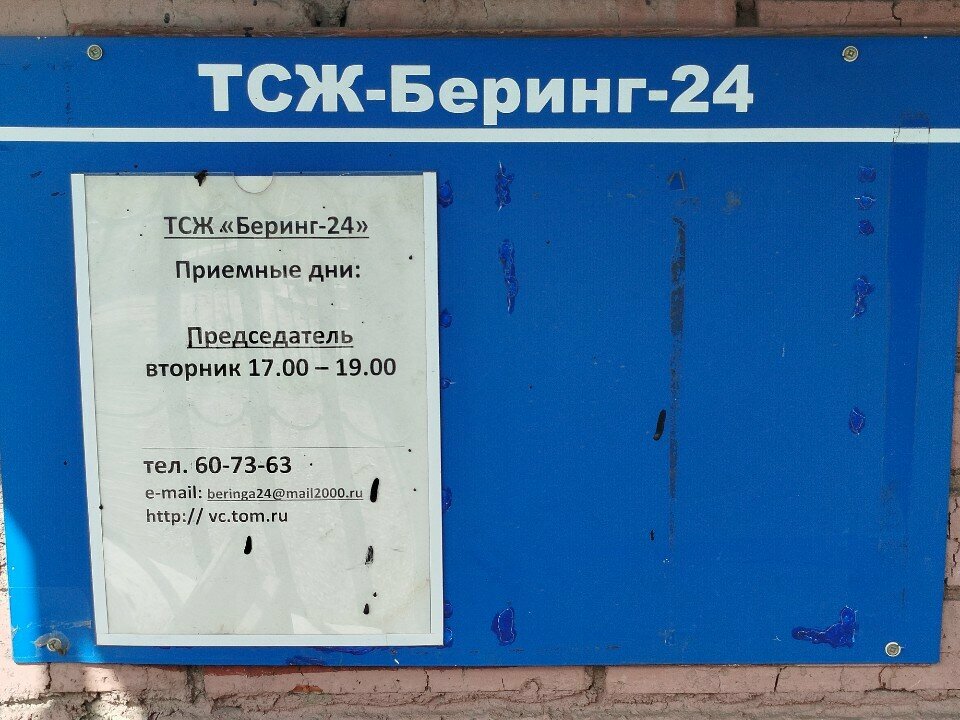 ТСЖ-Беринг-24
ТСЖ «Беринг-24»
Приемные дни:
Председатель
вторник 17.00 – 19.00
тел. 60-73-63
e-mail: beringa24@mail2000.ru
http:// vc.tom.ru